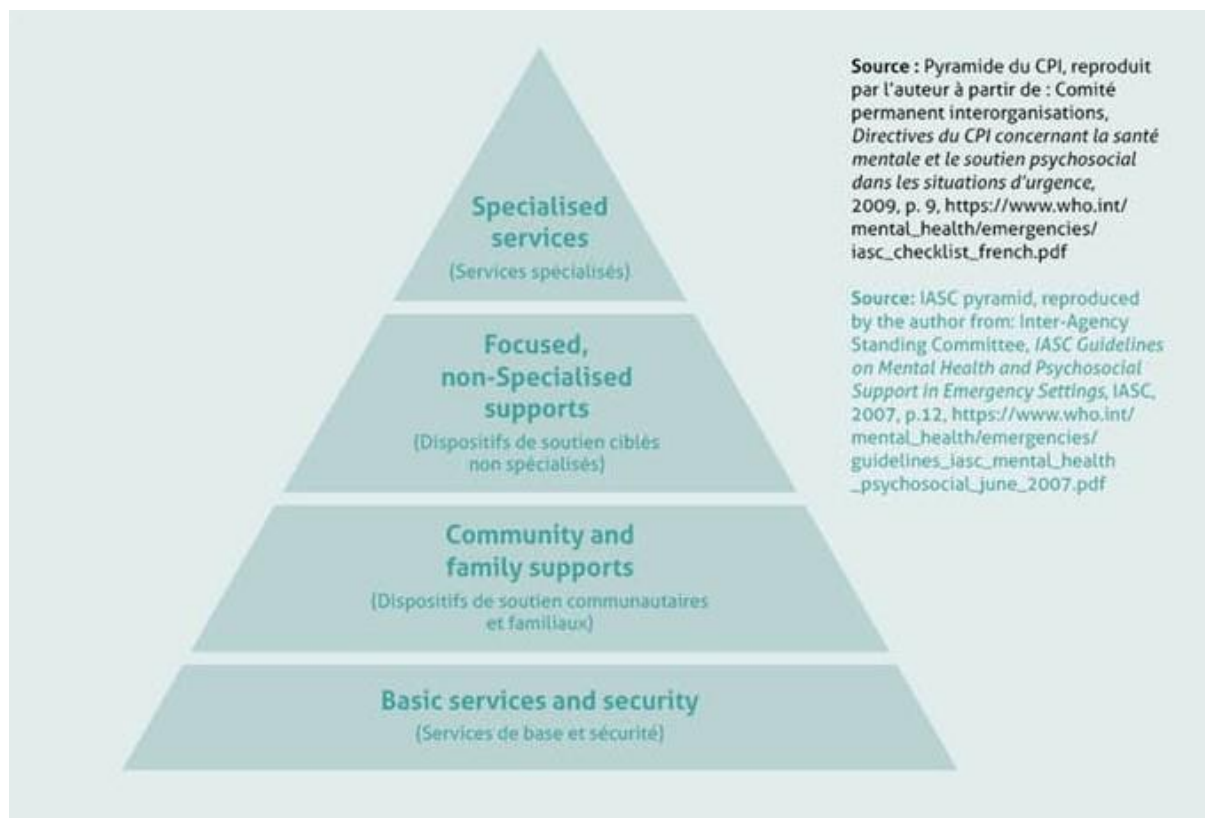 Specialised
services
(Services spécialisés)
Focused,
non-Specialised
supports
(Dispositifs de soutien ciblés
non spécialisés)
Community and
family supports
(Dispositifs de soutien communautaires
et familiaux)
Basic services and security
(Services de base et sécurité)
Source : Pyramide du CPI, reproduit
par l'auteur à partir de : Comité
permanent interorganisations,
Directives du CPI concernant la santé
mentale et le soutien psychosocial
dans les situations d'urgence,
2009, p. 9, https://www.who.int/
mental_health/emergencies/
iasc_checklist_french.pdf
Source: IASC pyramid, reproduced
by the author from: Inter-Agency
Standing Committee, IASC Guidelines
on Mental Health and Psychosocial
Support in Emergency Settings, IASC,
2007, p.12, https://www.who.int/
mental_health/emergencies/
guidelines_iasc_mental_health
_psychosocial_june_2007.pdf